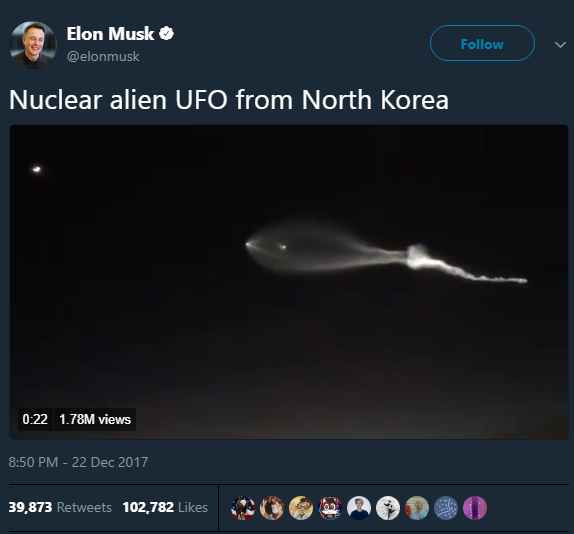 Elon Musk
@elonmusk
Follow
Nuclear alien UFO from North Korea
0:22 1.78M views
8:50 PM - 22 Dec 2017
39,873 Retweets 102,782 Likes